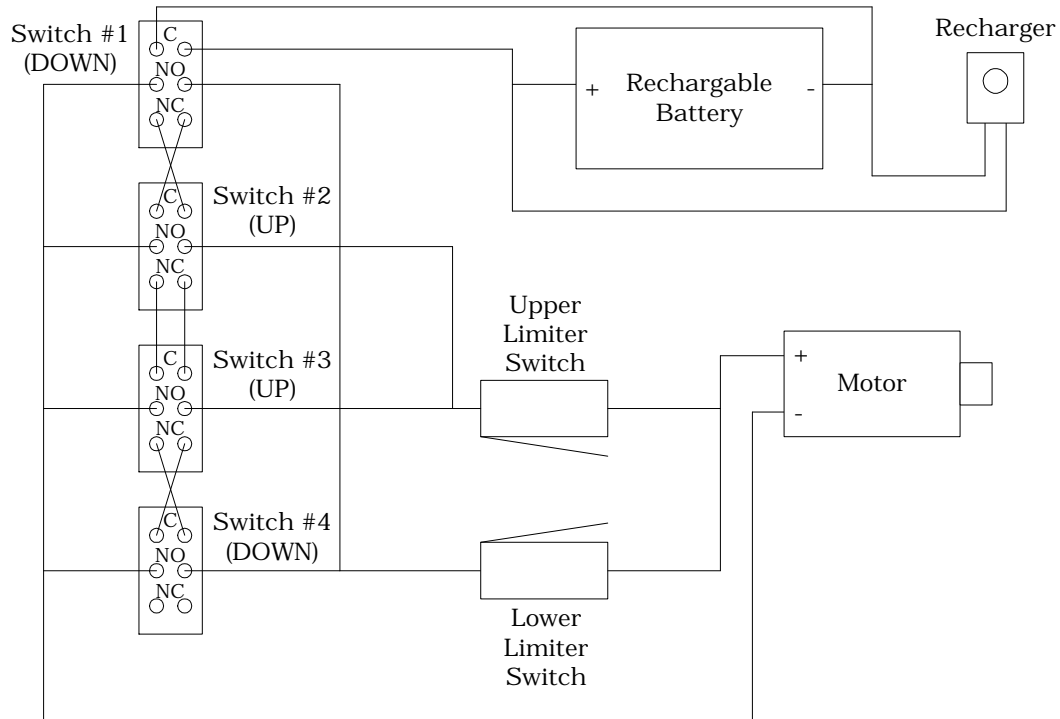 Switch #1
(DOWN)
C
NO
NC
Switch #2
(UP)
C
NO
NC
Switch #3
(UP)
C
NO
NC
Switch #4
(DOWN)
C
NO
NC
+
Rechargable
Battery
-
Recharger
Upper
Limiter
Switch
+
Motor
-
Lower
Limiter
Switch